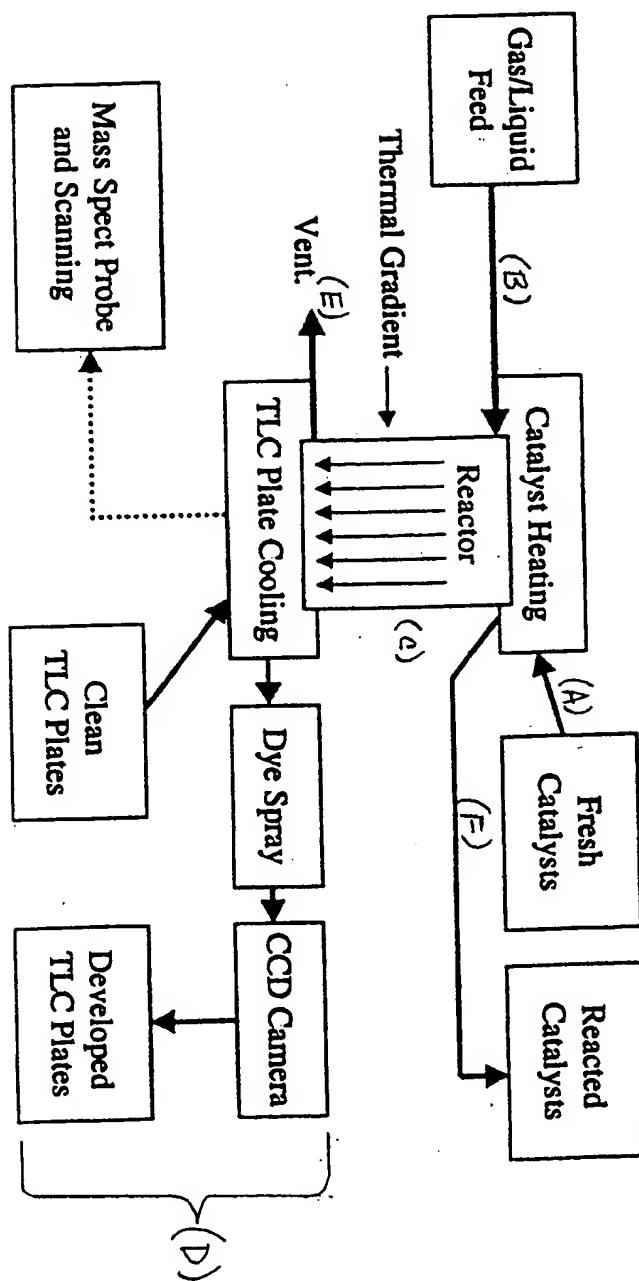 Gas/Liquid
Feed
(B)
Catalyst Heating
(A)
Fresh
Catalysts
Reacted
Catalysts
Thermal Gradient
Reactor
(C)
(F)
(E)
Vent.
TLC Plate Cooling
Dye Spray
CCD Camera
Mass Spect Probe
and Scanning
Clean
TLC Plates
Developed
TLC Plates
(D)